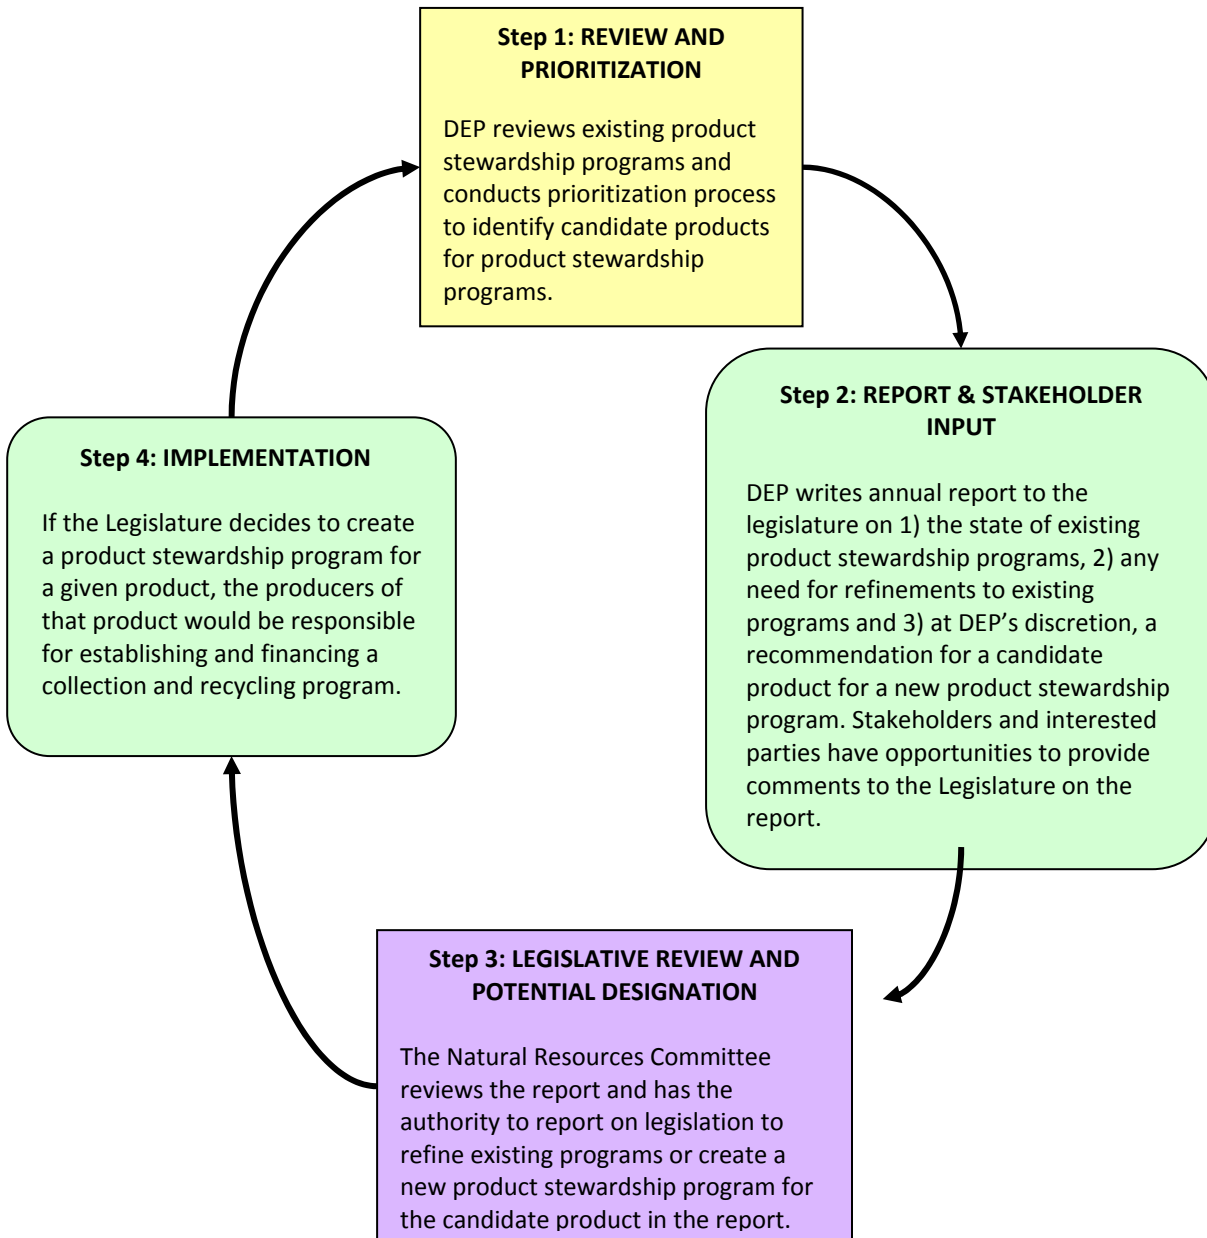 Step 1: REVIEW AND
PRIORITIZATION
DEP reviews existing product
stewardship programs and
conducts prioritization process
to identify candidate products
for product stewardship
programs.
Step 2: REPORT & STAKEHOLDER
INPUT
DEP writes annual report to the
legislature on 1) the state of existing
product stewardship programs, 2) any
need for refinements to existing
programs and 3) at DEP’s discretion, a
recommendation for a candidate
product for a new product stewardship
program. Stakeholders and interested
parties have opportunities to provide
comments to the Legislature on the
report.
Step 3: LEGISLATIVE REVIEW AND
POTENTIAL DESIGNATION
The Natural Resources Committee
reviews the report and has the
authority to report on legislation to
refine existing programs or create a
new product stewardship program for
the candidate product in the report.
Step 4: IMPLEMENTATION
If the Legislature decides to create
a product stewardship program for
a given product, the producers of
that product would be responsible
for establishing and financing a
collection and recycling program.